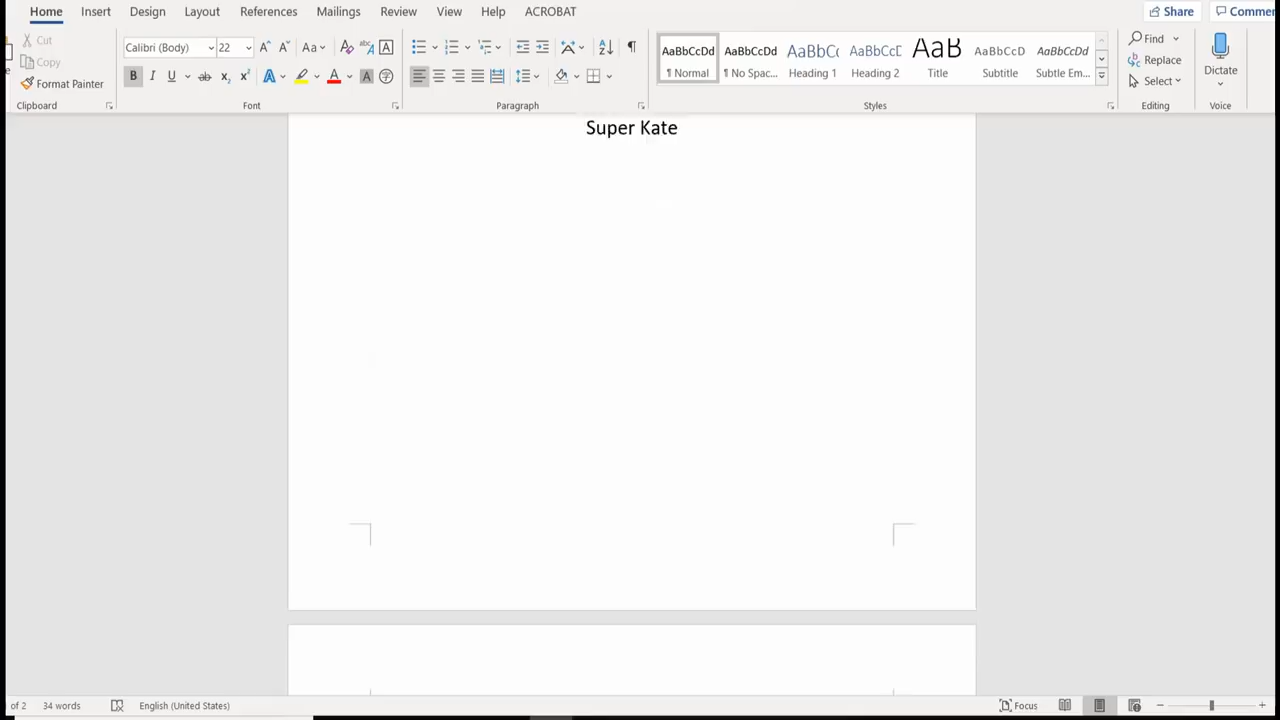 Home Insert Design Layout References Mailings Review View Help ACROBAT Share
Cut
Copy
Format Painter
Calibri (Body) 22
AaBbCcDd AaBbCcDd AaBbCc AaBbCcD AaB AaBbCcD AaBbCcDd
¶ Normal ¶ No Spac... Heading 1 Heading 2 Title Subtitle Subtle Em...
Find
Replace
Select
Dictate
Clipboard Font Paragraph Styles Editing Voice
Super Kate
of 2 34 words English (United States) Focus